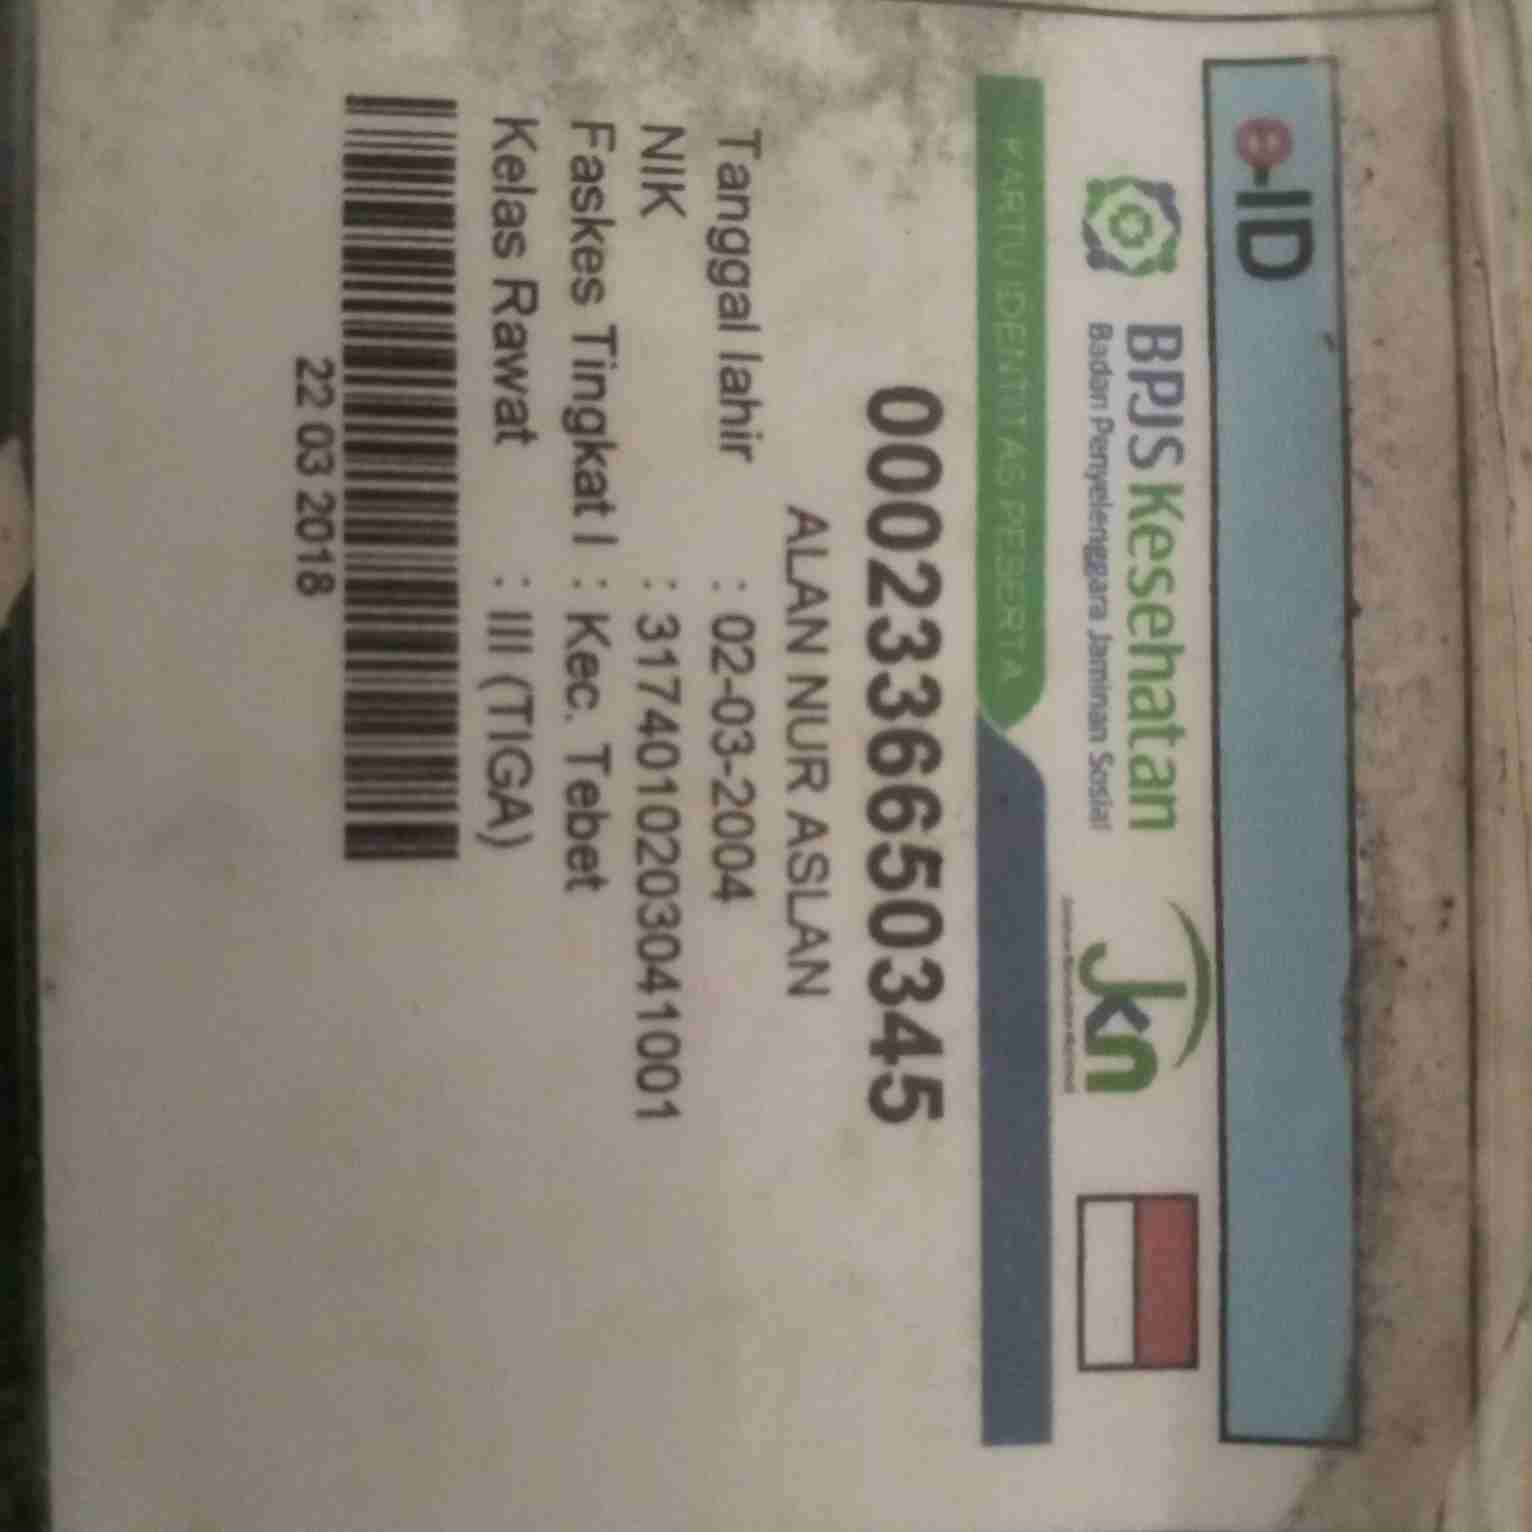 e-ID
BPJS Kesehatan
Badan Penyelenggara Jaminan Sosial
JKN
KARTU IDENTITAS PESERTA
0002336650345
ALAN NUR ASLAN
Tanggal lahir : 02-03-2004
NIK : 3174010203041001
Faskes Tingkat I : Kec. Tebet
Kelas Rawat : III (TIGA)
22 03 2018